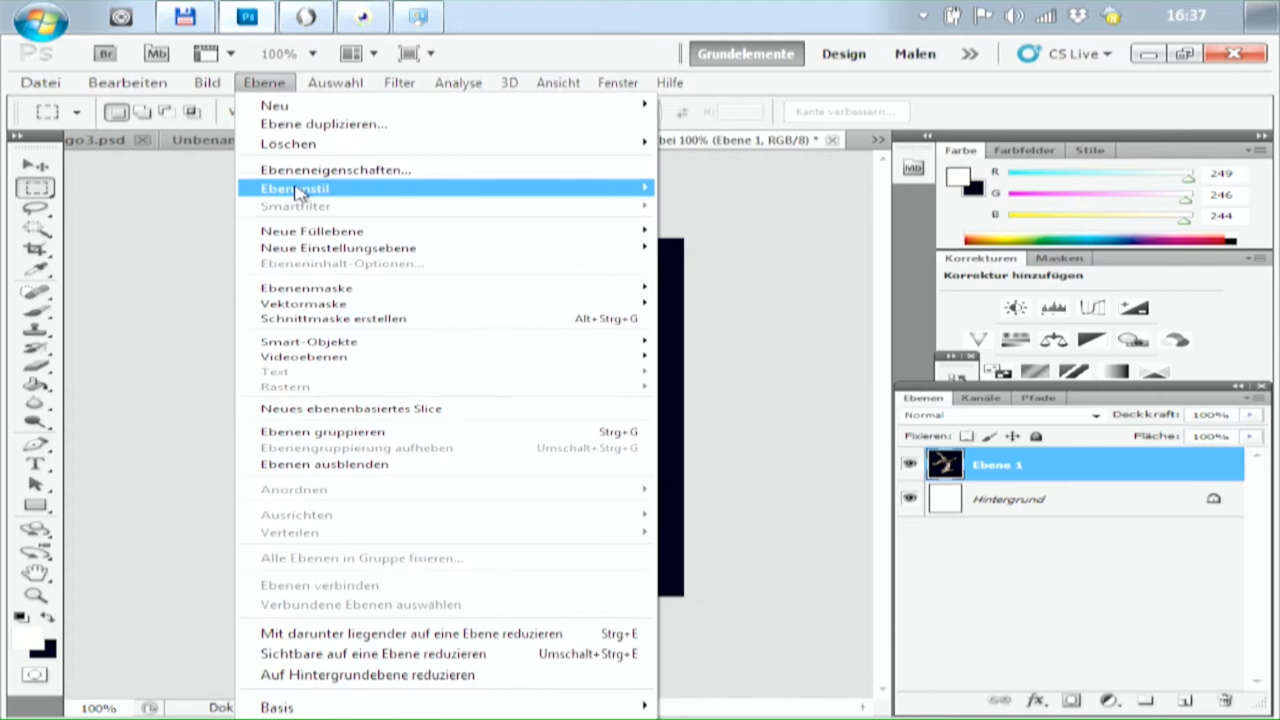 16:37
Ps
Br
Mb
100%
Grundelemente
Design
Malen
CS Live
Datei
Bearbeiten
Bild
Ebene
Auswahl
Filter
Analyse
3D
Ansicht
Fenster
Hilfe
Kante verbessern...
go3.psd
Unbenan
bei 100% (Ebene 1, RGB/8) *
Neu
Ebene duplizieren...
Löschen
Ebeneneigenschaften...
Ebenenstil
Smartfilter
Neue Füllebene
Neue Einstellungsebene
Ebeneninhalt-Optionen...
Ebenenmaske
Vektormaske
Schnittmaske erstellen Alt+Strg+G
Smart-Objekte
Videoebenen
Text
Rastern
Neues ebenenbasiertes Slice
Ebenen gruppieren Strg+G
Ebenengruppierung aufheben Umschalt+Strg+G
Ebenen ausblenden
Anordnen
Ausrichten
Verteilen
Alle Ebenen in Gruppe fixieren...
Ebenen verbinden
Verbundene Ebenen auswählen
Mit darunter liegender auf eine Ebene reduzieren Strg+E
Sichtbare auf eine Ebene reduzieren Umschalt+Strg+E
Auf Hintergrundebene reduzieren
Basis
100%
Dok
Mb
Farbe
Farbfelder
Stile
R 249
G 246
B 244
Korrekturen
Masken
Korrektur hinzufügen
Ebenen
Kanäle
Pfade
Normal
Deckkraft: 100%
Fixieren:
Fläche: 100%
Ebene 1
Hintergrund